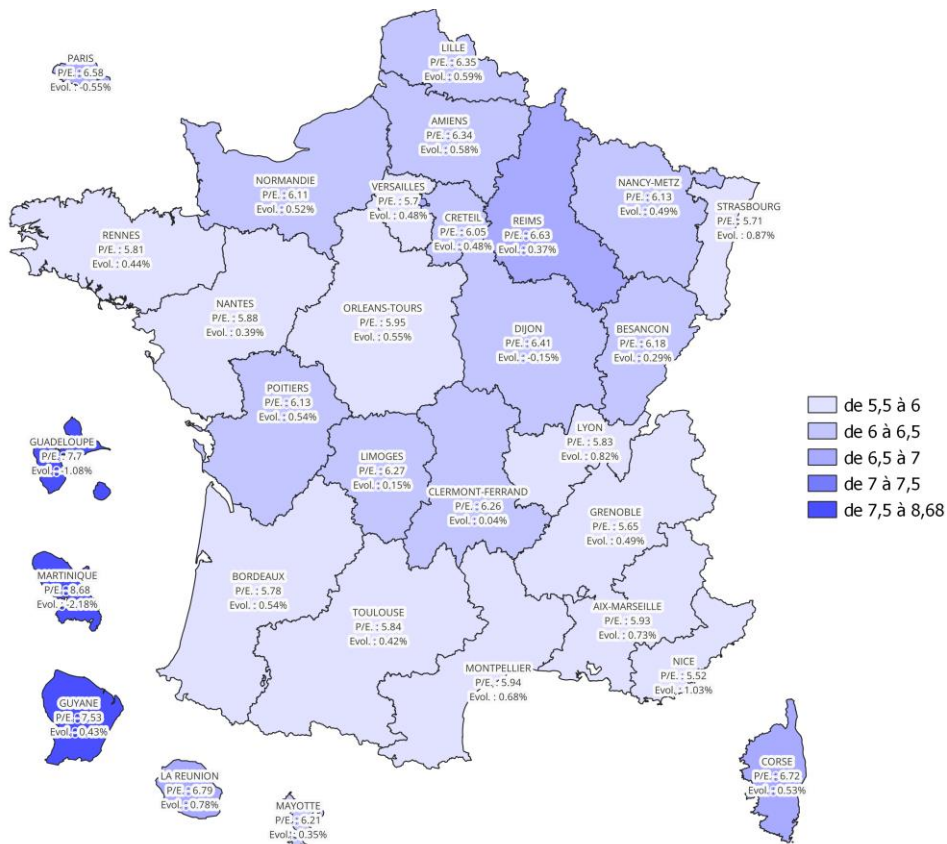 LILLE
P/E. : 6.35
Evol. : 0.59%
PARIS
P/E. : 6.58
Evol. : -0.55%
AMIENS
P/E. : 6.34
Evol. : 0.58%
NORMANDIE
P/E. : 6.11
Evol. : 0.52%
VERSAILLES
P/E. : 5.7
Evol. : 0.48%
CRETEIL
P/E. : 6.05
Evol. : 0.48%
REIMS
P/E. : 6.63
Evol. : 0.37%
NANCY-METZ
P/E. : 6.13
Evol. : 0.49%
STRASBOURG
P/E. : 5.71
Evol. : 0.87%
RENNES
P/E. : 5.81
Evol. : 0.44%
NANTES
P/E. : 5.88
Evol. : 0.39%
ORLEANS-TOURS
P/E. : 5.95
Evol. : 0.55%
DIJON
P/E. : 6.41
Evol. : -0.15%
BESANCON
P/E. : 6.18
Evol. : 0.29%
POITIERS
P/E. : 6.13
Evol. : 0.54%
LIMOGES
P/E. : 6.27
Evol. : 0.15%
CLERMONT-FERRAND
P/E. : 6.26
Evol. : 0.04%
LYON
P/E. : 5.83
Evol. : 0.82%
GRENOBLE
P/E. : 5.65
Evol. : 0.49%
GUADELOUPE
P/E. : 7.7
Evol. : -1.08%
MARTINIQUE
P/E. : 8.68
Evol. : -2.18%
BORDEAUX
P/E. : 5.78
Evol. : 0.54%
TOULOUSE
P/E. : 5.84
Evol. : 0.42%
AIX-MARSEILLE
P/E. : 5.93
Evol. : 0.73%
MONTPELLIER
P/E. : 5.94
Evol. : 0.68%
NICE
P/E. : 5.52
Evol. : 1.03%
GUYANE
P/E. : 7.53
Evol. : 0.43%
LA REUNION
P/E. : 6.79
Evol. : 0.78%
MAYOTTE
P/E. : 6.21
Evol. : 0.35%
CORSE
P/E. : 6.72
Evol. : 0.53%
de 5,5 à 6
de 6 à 6,5
de 6,5 à 7
de 7 à 7,5
de 7,5 à 8,68